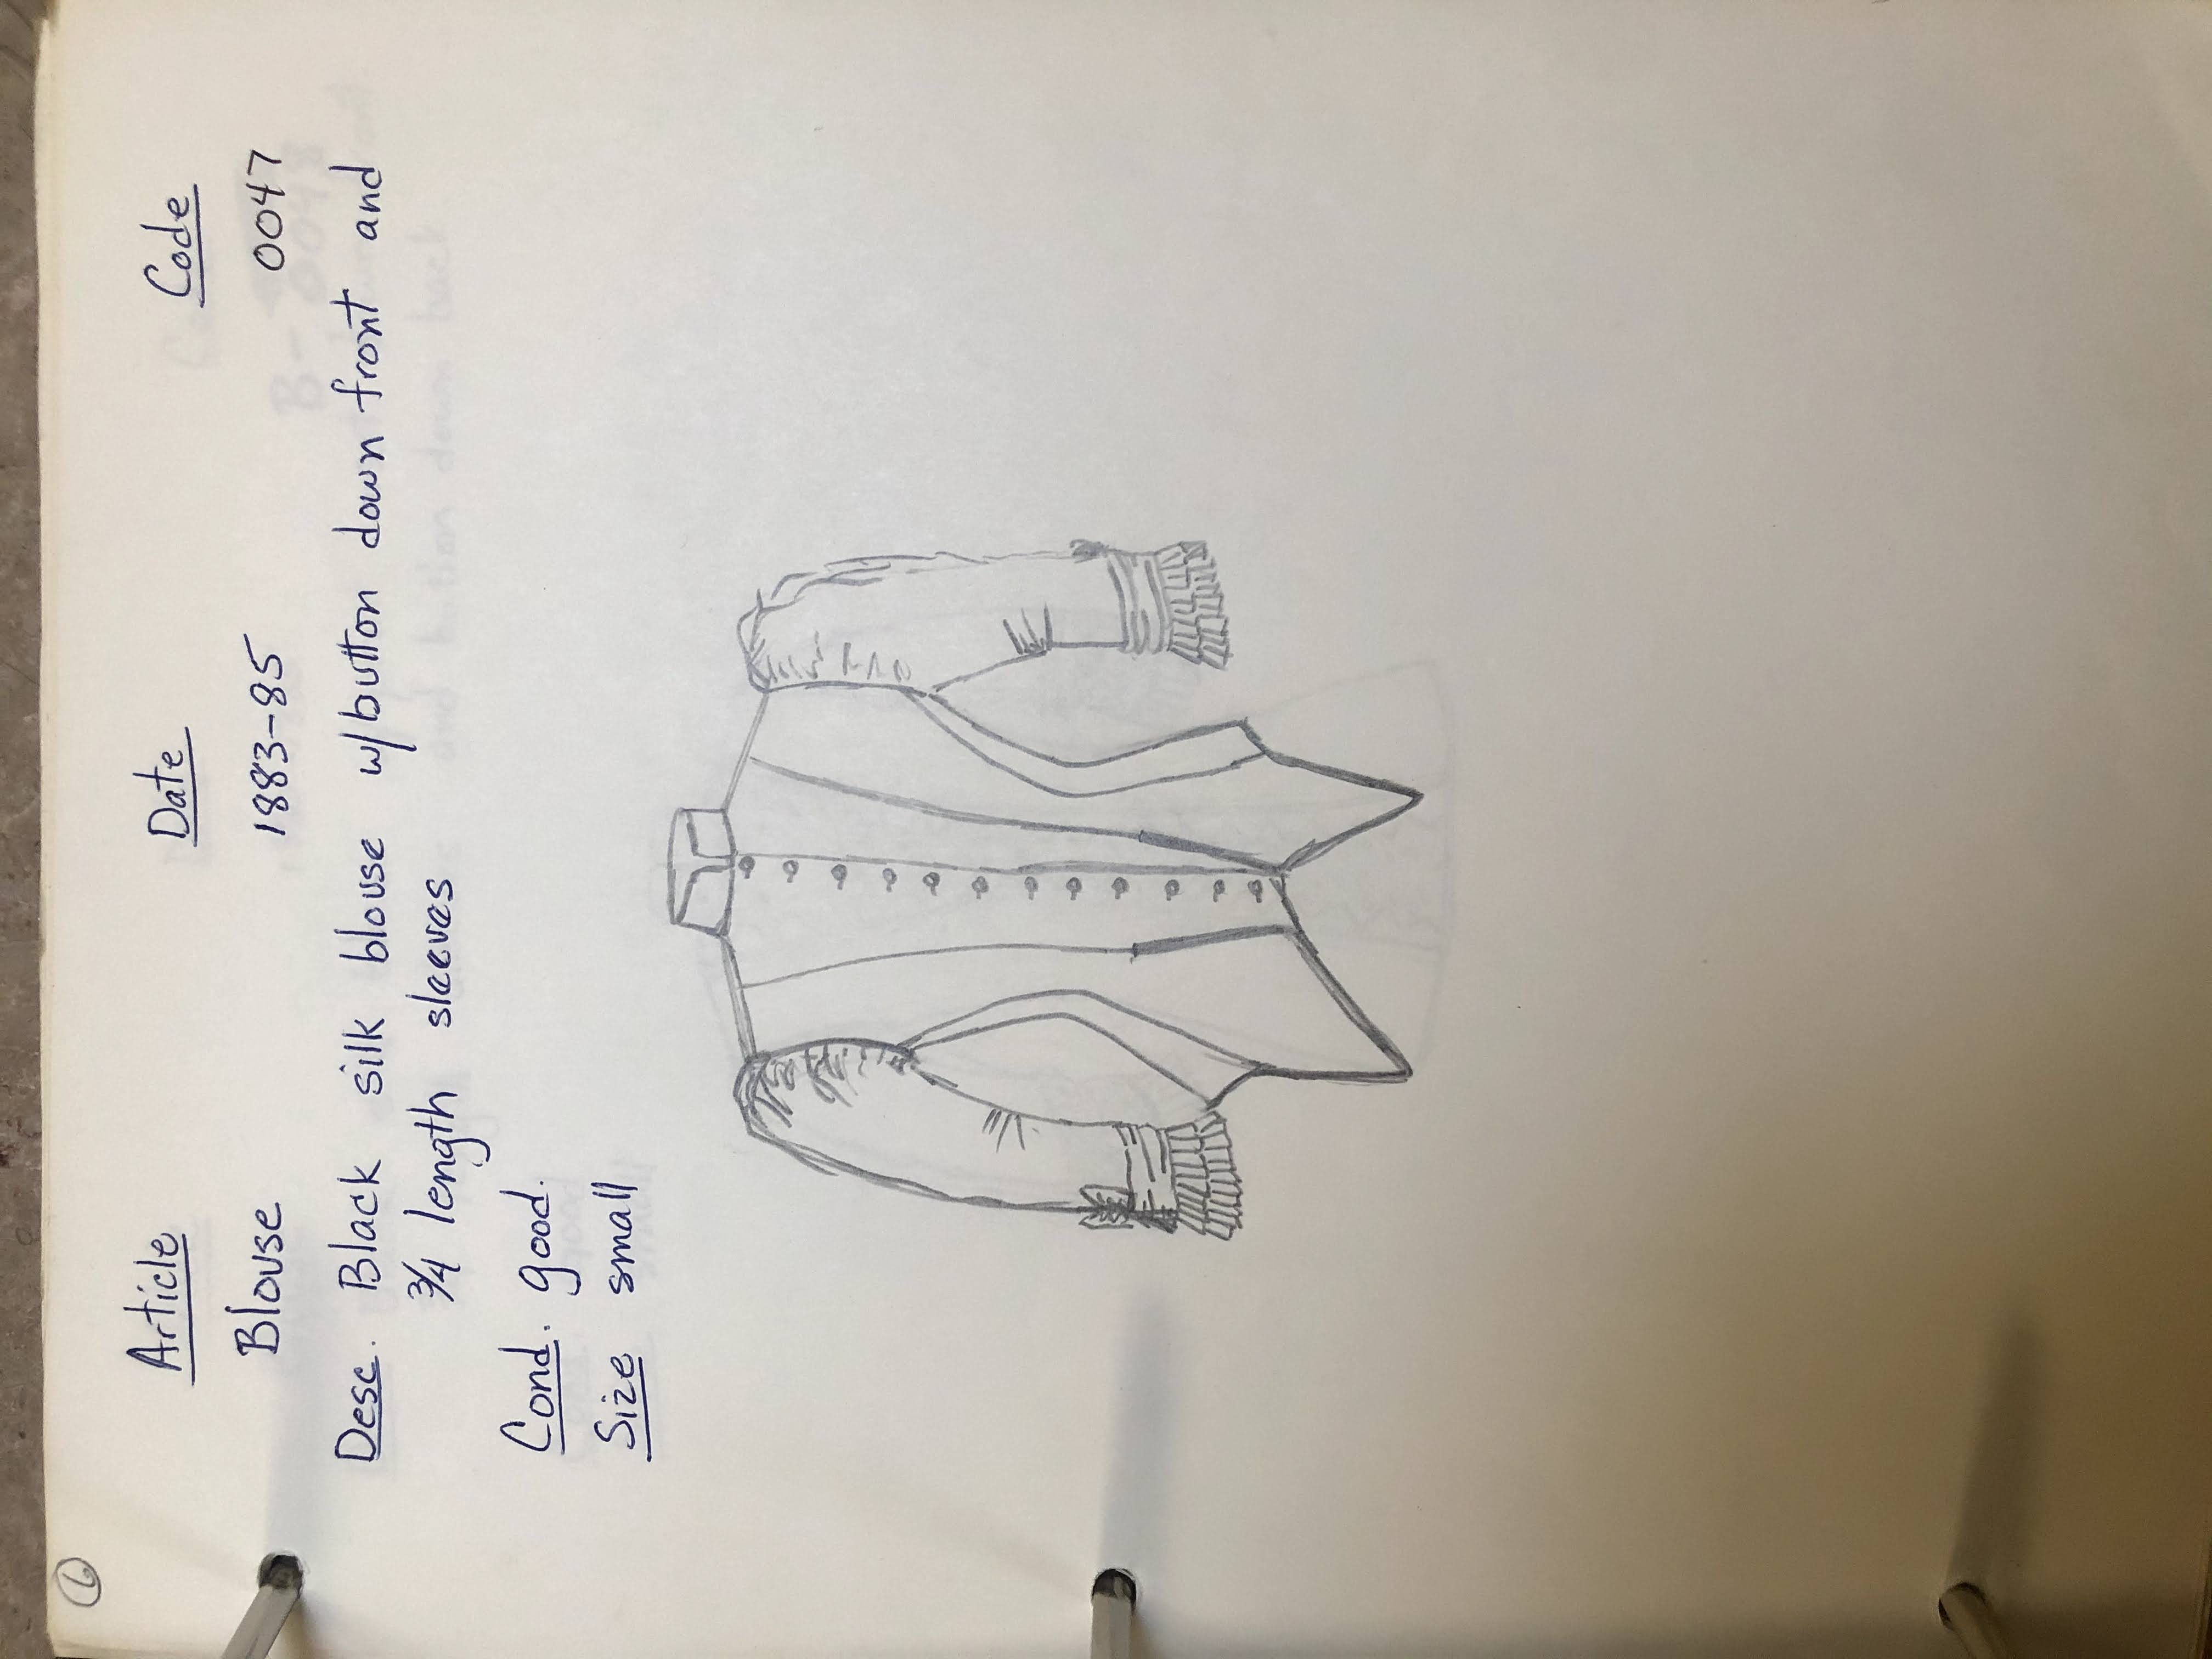 6
Article Date Code
Blouse 1883-85 0047
Desc. Black silk blouse w/button down front and
3/4 length sleeves
Cond. good.
Size small